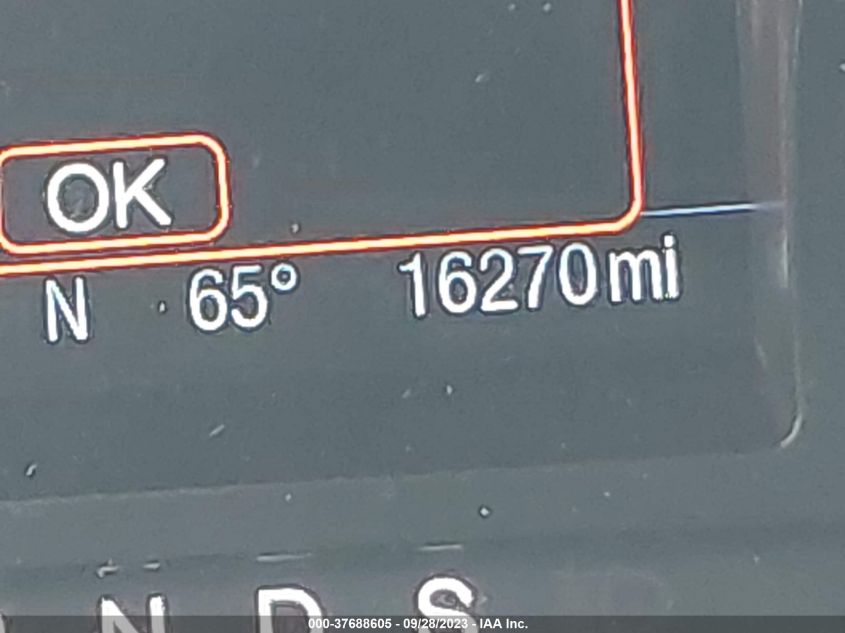 OK
N 65° 16270mi
N D S
000-37688605 - 09/28/2023 - IAA Inc.